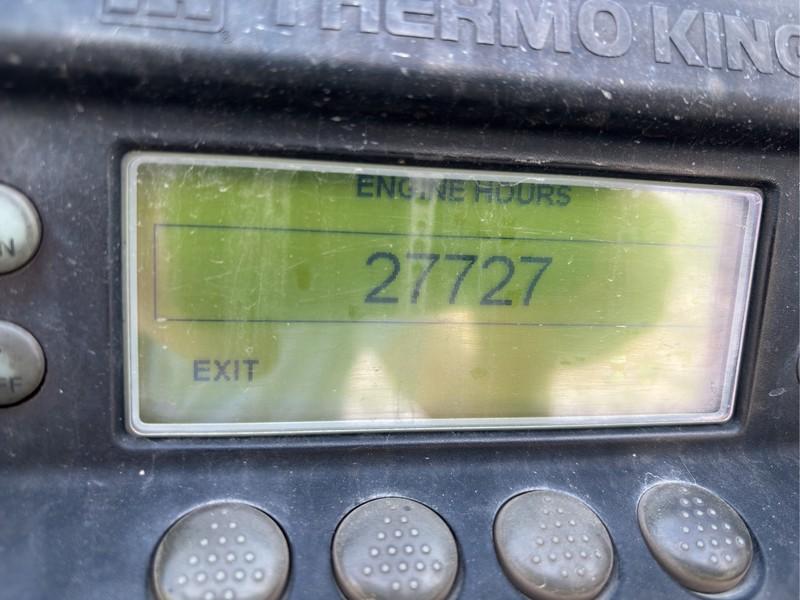 THERMO KING
ENGINE HOURS
27727
EXIT